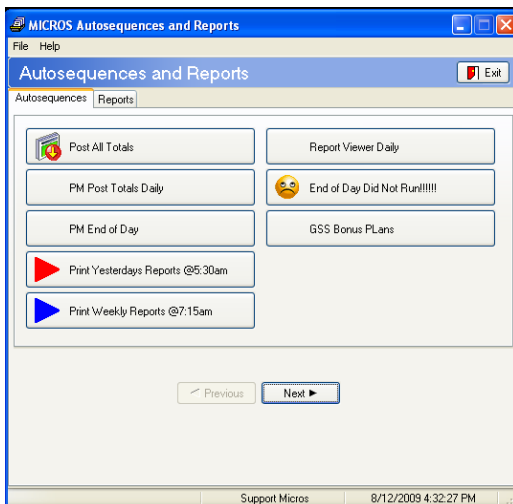 MICROS Autosequences and Reports
File Help
Autosequences and Reports
Exit
Autosequences Reports
Post All Totals
Report Viewer Daily
PM Post Totals Daily
End of Day Did Not Run!!!!!!
PM End of Day
GSS Bonus PLans
Print Yesterdays Reports @5:30am
Print Weekly Reports @7:15am
Previous
Next
Support Micros
8/12/2009 4:32:27 PM